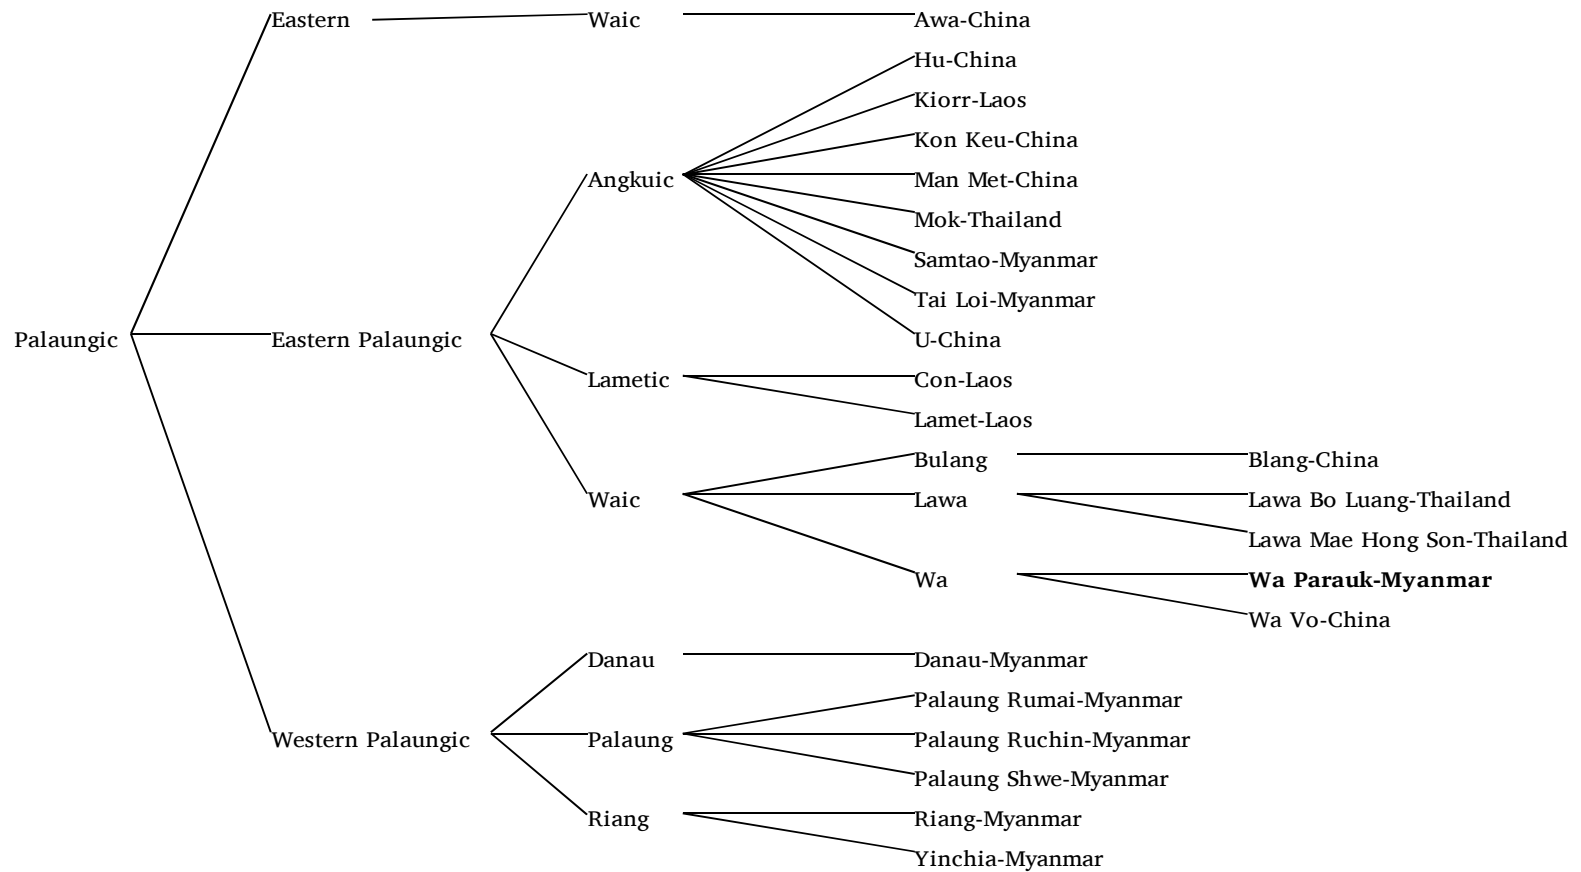 Eastern Waic Awa-China
Hu-China
Kiorr-Laos
Kon Keu-China
Angkuic Man Met-China
Mok-Thailand
Samtao-Myanmar
Tai Loi-Myanmar
Palaungic Eastern Palaungic U-China
Lametic Con-Laos
Lamet-Laos
Bulang Blang-China
Waic Lawa Lawa Bo Luang-Thailand
Lawa Mae Hong Son-Thailand
Wa Wa Parauk-Myanmar
Wa Vo-China
Danau Danau-Myanmar
Palaung Rumai-Myanmar
Western Palaungic Palaung Palaung Ruchin-Myanmar
Palaung Shwe-Myanmar
Riang Riang-Myanmar
Yinchia-Myanmar